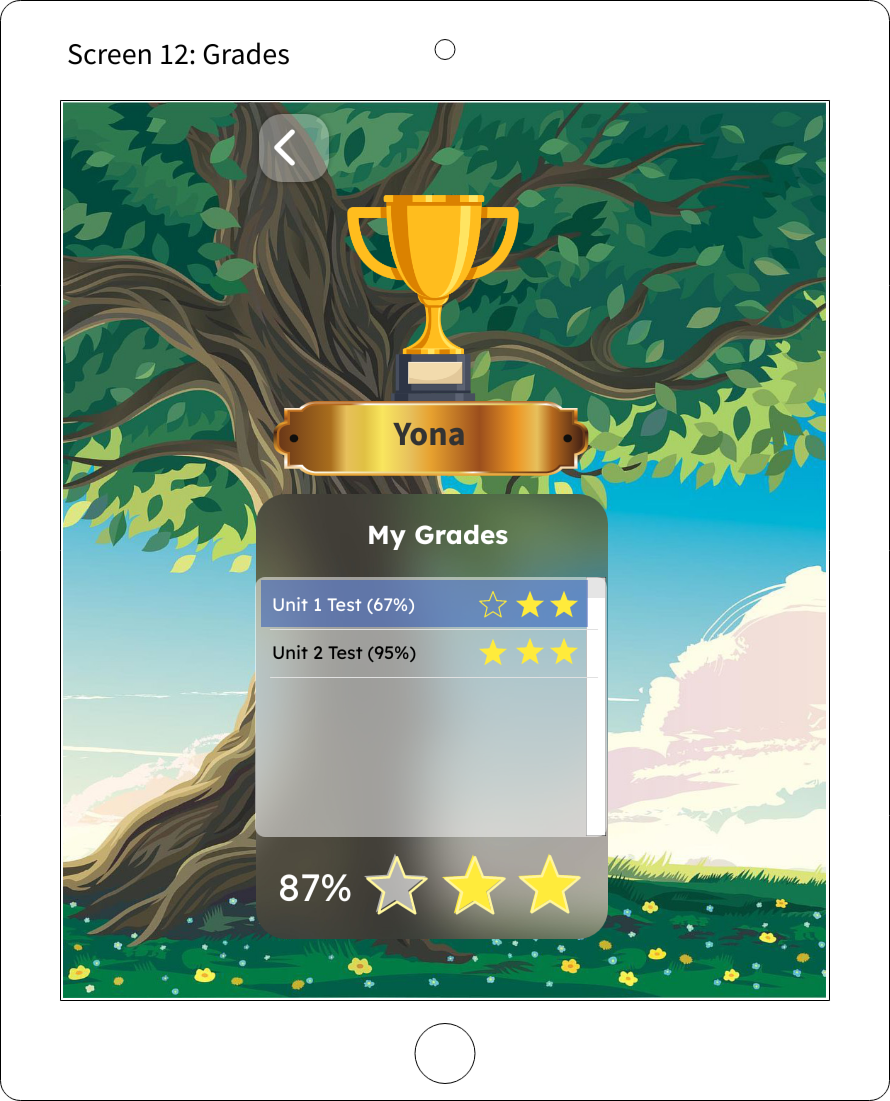 Screen 12: Grades
Yona
My Grades
Unit 1 Test (67%)
Unit 2 Test (95%)
87%